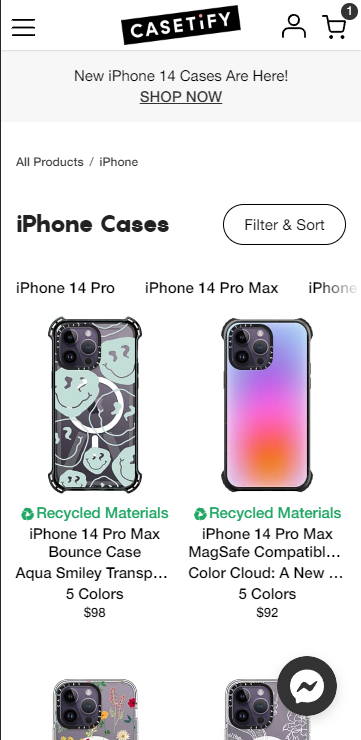 CASETiFY
1
New iPhone 14 Cases Are Here!
SHOP NOW
All Products / iPhone
iPhone Cases
Filter & Sort
iPhone 14 Pro
iPhone 14 Pro Max
iPhone
Recycled Materials
iPhone 14 Pro Max
Bounce Case
Aqua Smiley Transp...
5 Colors
$98
Recycled Materials
iPhone 14 Pro Max
MagSafe Compatibl...
Color Cloud: A New ...
5 Colors
$92